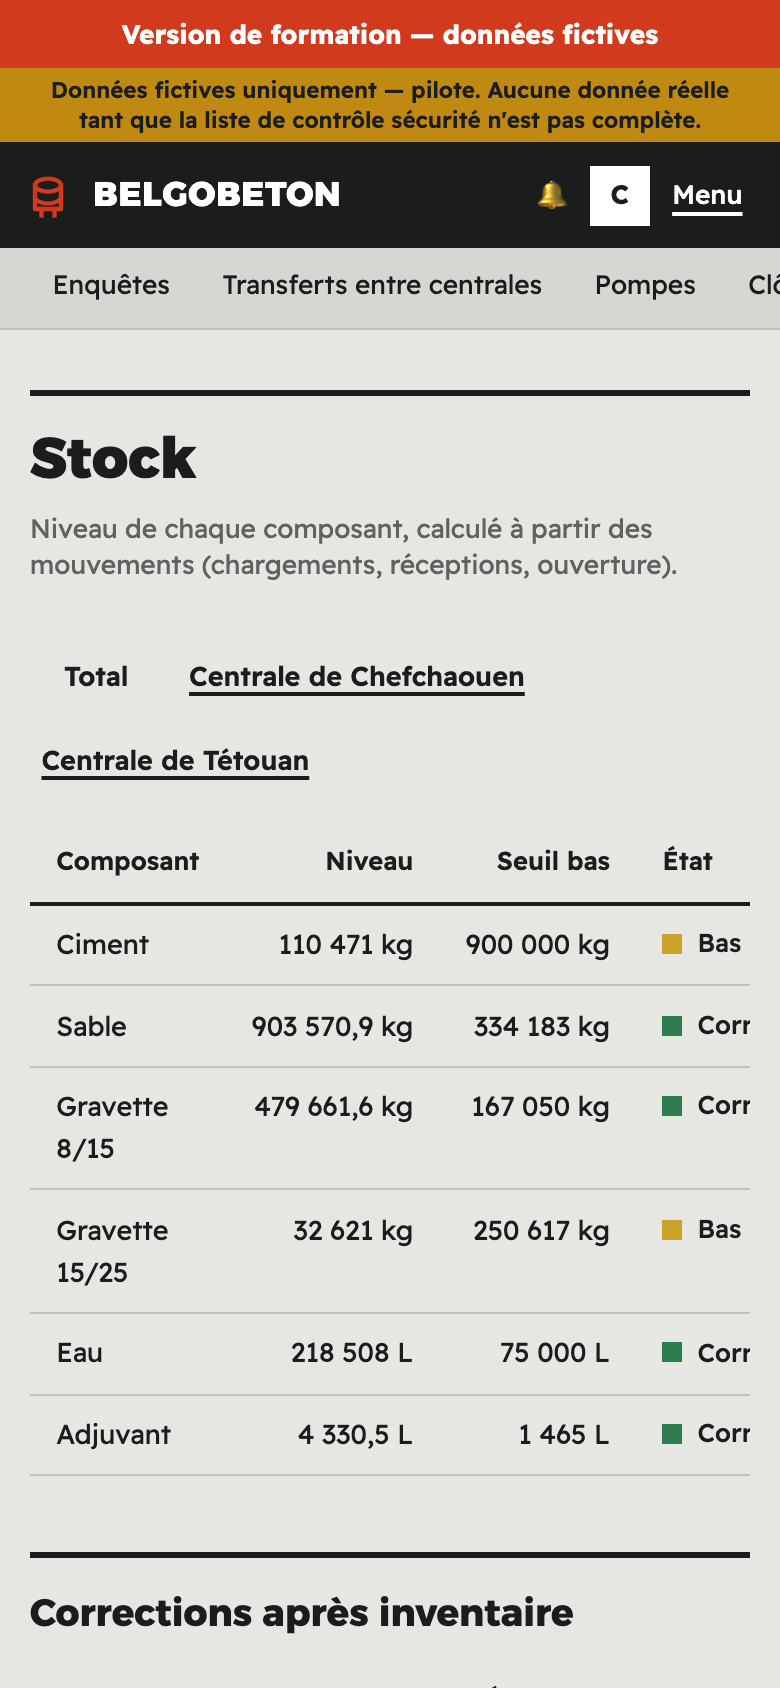 Version de formation — données fictives
Données fictives uniquement — pilote. Aucune donnée réelle
tant que la liste de contrôle sécurité n'est pas complète.
BELGOBETON C Menu
Enquêtes Transferts entre centrales Pompes Clô
Stock
Niveau de chaque composant, calculé à partir des
mouvements (chargements, réceptions, ouverture).
Total Centrale de Chefchaouen
Centrale de Tétouan
Composant Niveau Seuil bas État
Ciment 110 471 kg 900 000 kg Bas
Sable 903 570,9 kg 334 183 kg Corr
Gravette 479 661,6 kg 167 050 kg Corr
8/15
Gravette 32 621 kg 250 617 kg Bas
15/25
Eau 218 508 L 75 000 L Corr
Adjuvant 4 330,5 L 1 465 L Corr
Corrections après inventaire